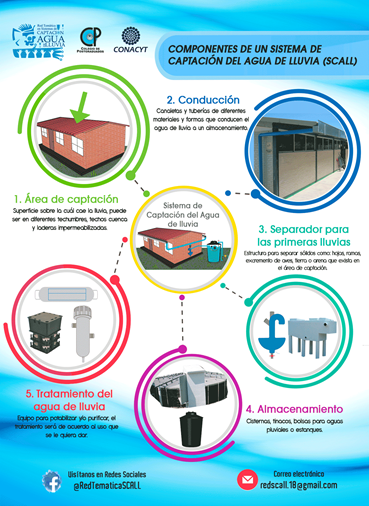 Red Temática
CAPTACIÓN
AGUA
LLUVIA
COLEGIO DE
POSTGRADUADOS
CONACYT
COMPONENTES DE UN SISTEMA DE
CAPTACIÓN DEL AGUA DE LLUVIA (SCALL)
2. Conducción
Canaletas y tuberías de diferentes
materiales y formas que conducen el
agua de lluvia a un almacenamiento.
1. Área de captación
Superficie sobre la cuál cae la lluvia, puede
ser en diferentes techumbres, techos cuenca
y laderas impermeabilizadas.
Sistema de
Captación del Agua
de lluvia
3. Separador para
las primeras lluvias
Estructura para separar sólidos como: hojas, ramas,
excremento de aves, tierra o arena que exista en
el área de captación.
5. Tratamiento del
agua de lluvia
Equipo para potabilizar y/o purificar, el
tratamiento será de acuerdo al uso que
se le quiera dar.
4. Almacenamiento
Cisternas, tinacos, bolsas para aguas
pluviales o estanques.
Visítanos en Redes Sociales
@RedTematicaSCALL
Correo electrónico
redscall.18@gmail.com